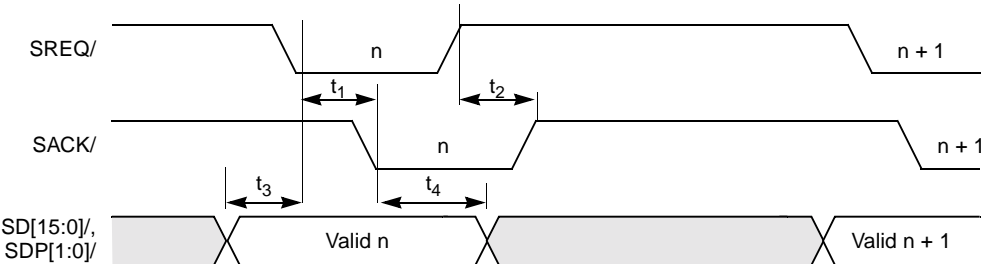 SREQ/
n
n + 1
t1
t2
SACK/
n
n + 1
t3
t4
SD[15:0]/,
SDP[1:0]/
Valid n
Valid n + 1